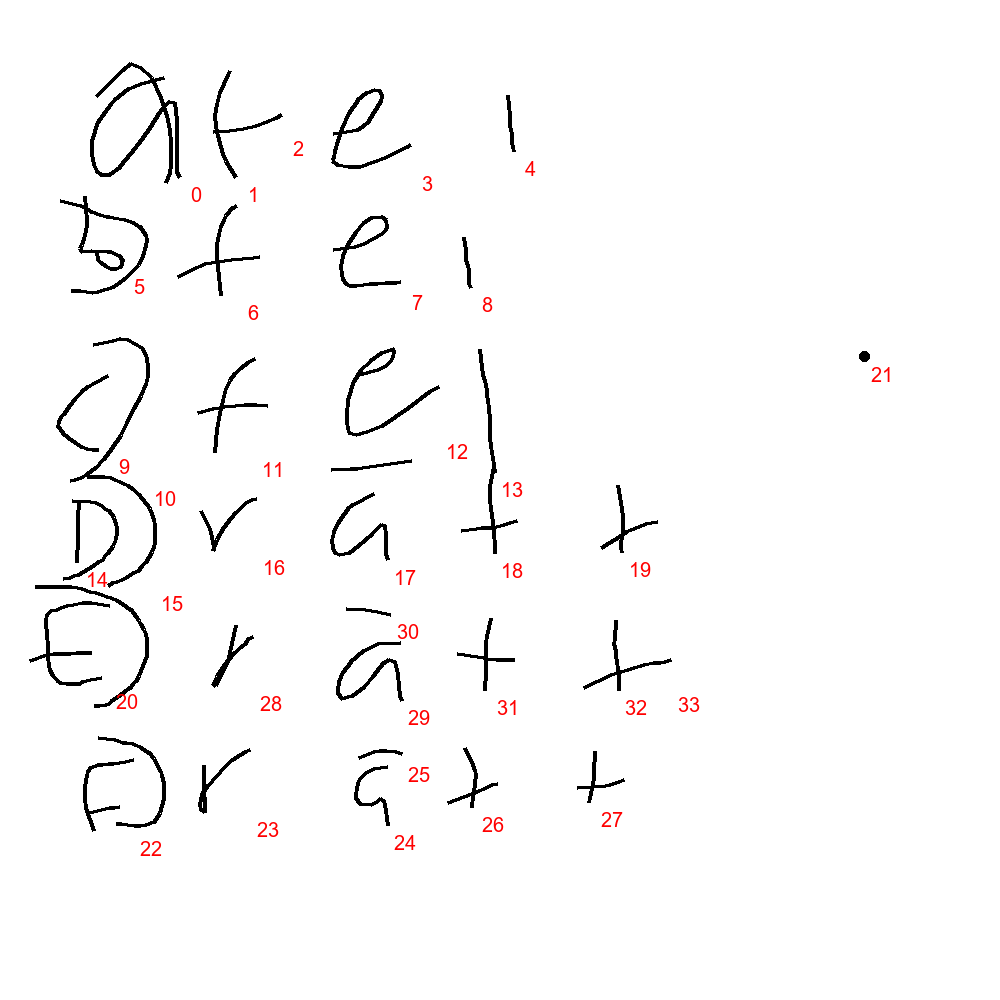 a) t e l
0 1 2 3 4
b) t e l
5 6 7 8
c) t e l
9 10 11 12 13
21
D) r a t t
14 15 16 17 18 19
E) r ā t t
20 28 29 30 31 32 33
F) r ā t t
22 23 24 25 26 27